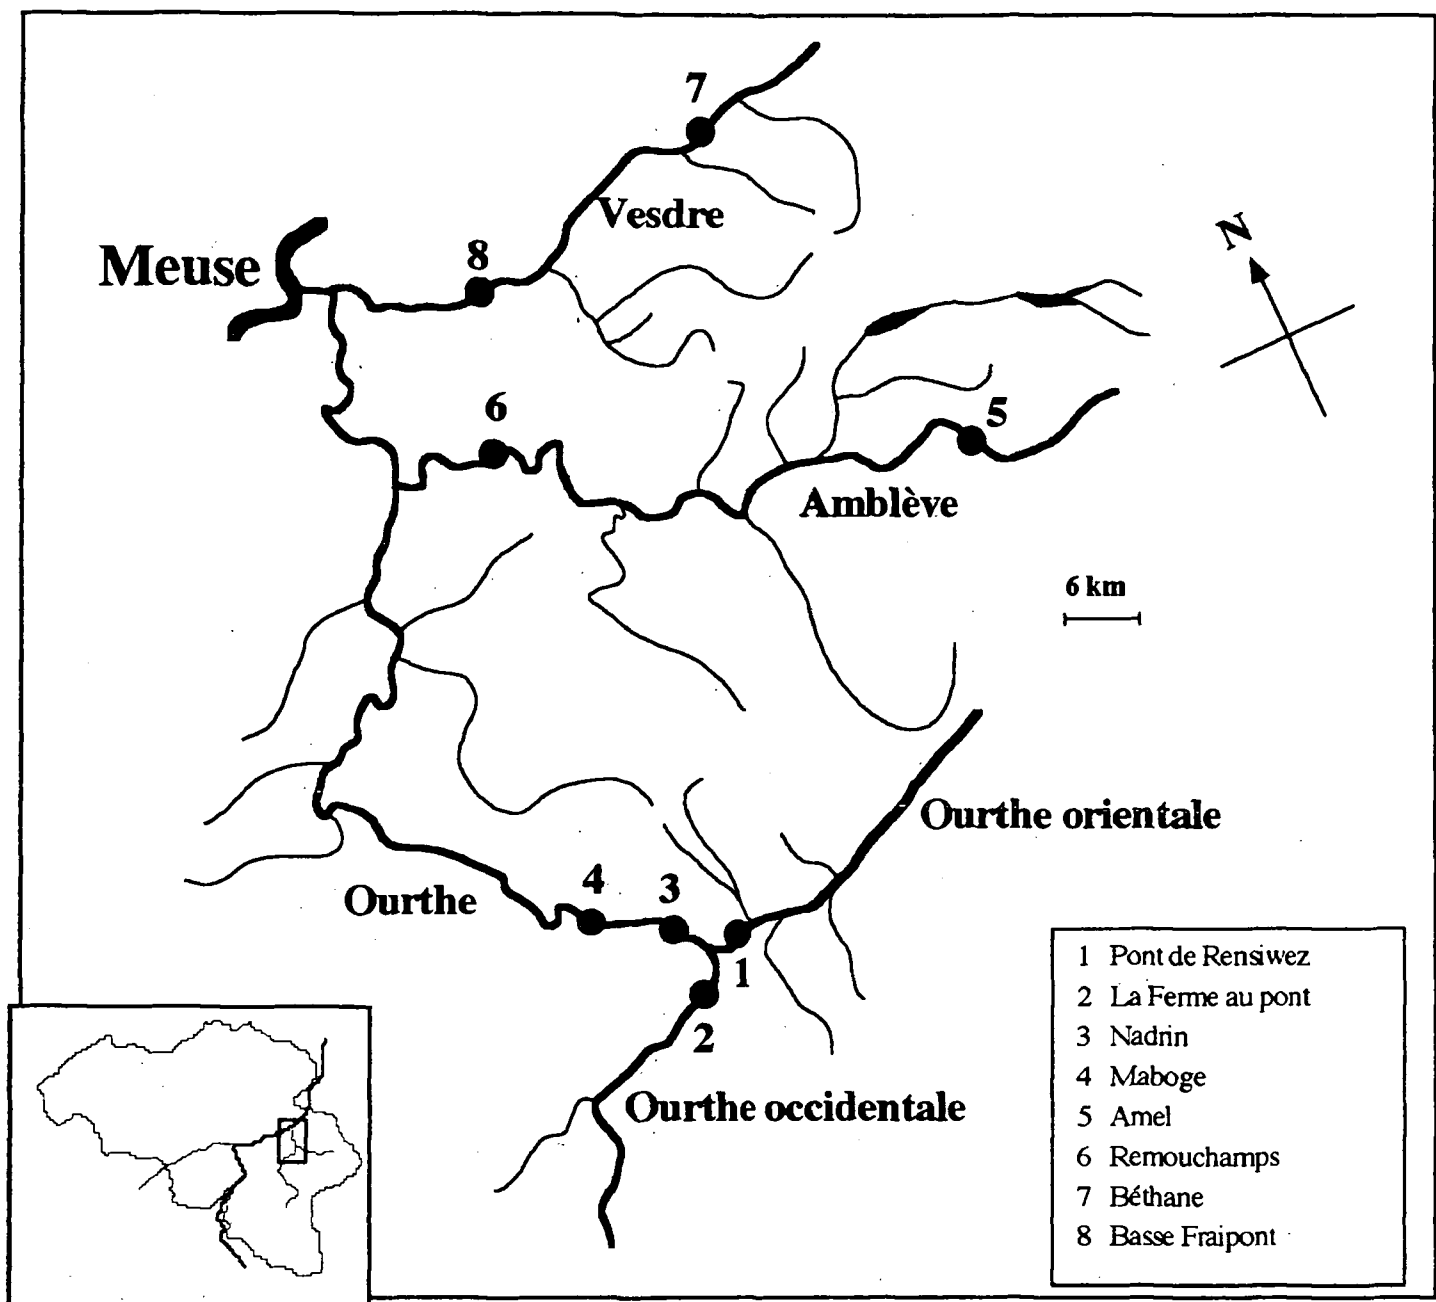 7
Vesdre
Meuse
8
N
6
5
Amblève
6 km
Ourthe orientale
Ourthe
4
3
1
2
Ourthe occidentale
1 Pont de Rensiwez
2 La Ferme au pont
3 Nadrin
4 Maboge
5 Amel
6 Remouchamps
7 Béthane
8 Basse Fraipont